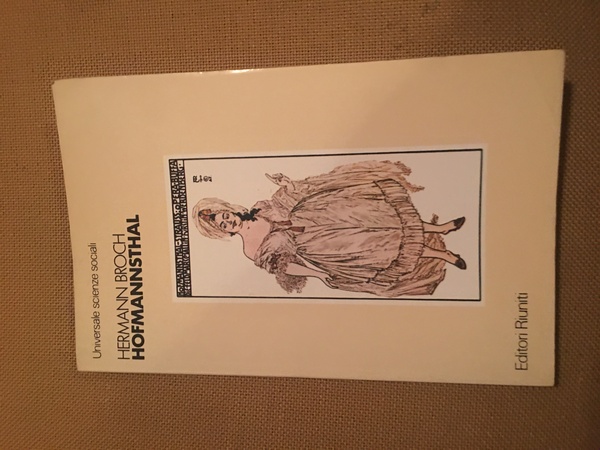 Universale scienze sociali
HERMANN BROCH
HOFMANNSTHAL
Editori Riuniti